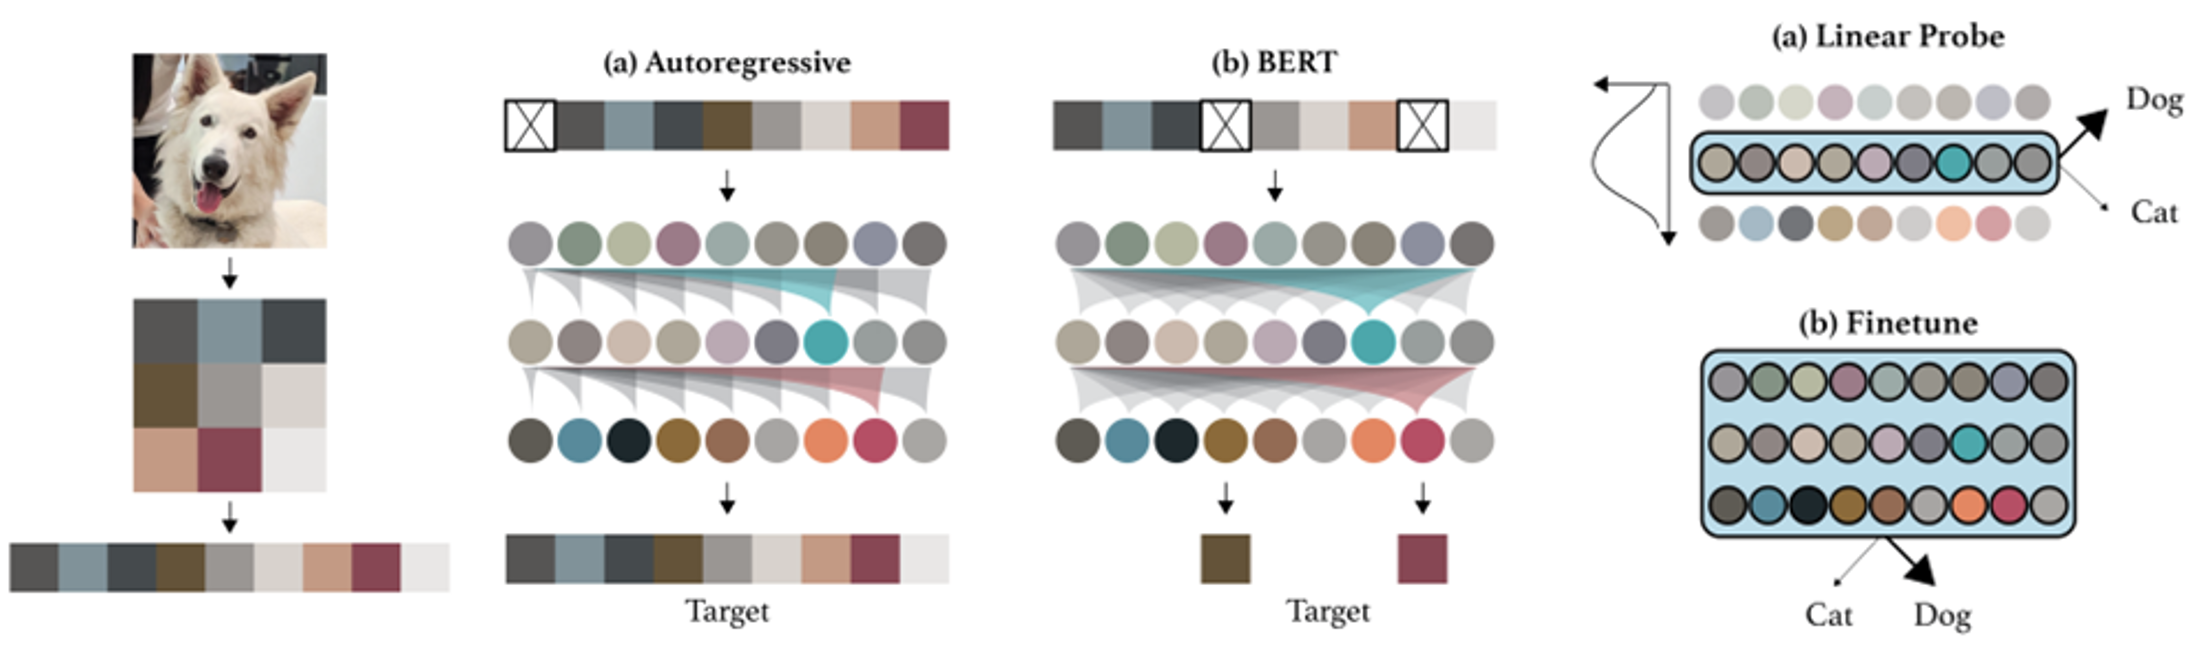 (a) Autoregressive
Target
(b) BERT
Target
(a) Linear Probe
Dog
Cat
(b) Finetune
Cat
Dog